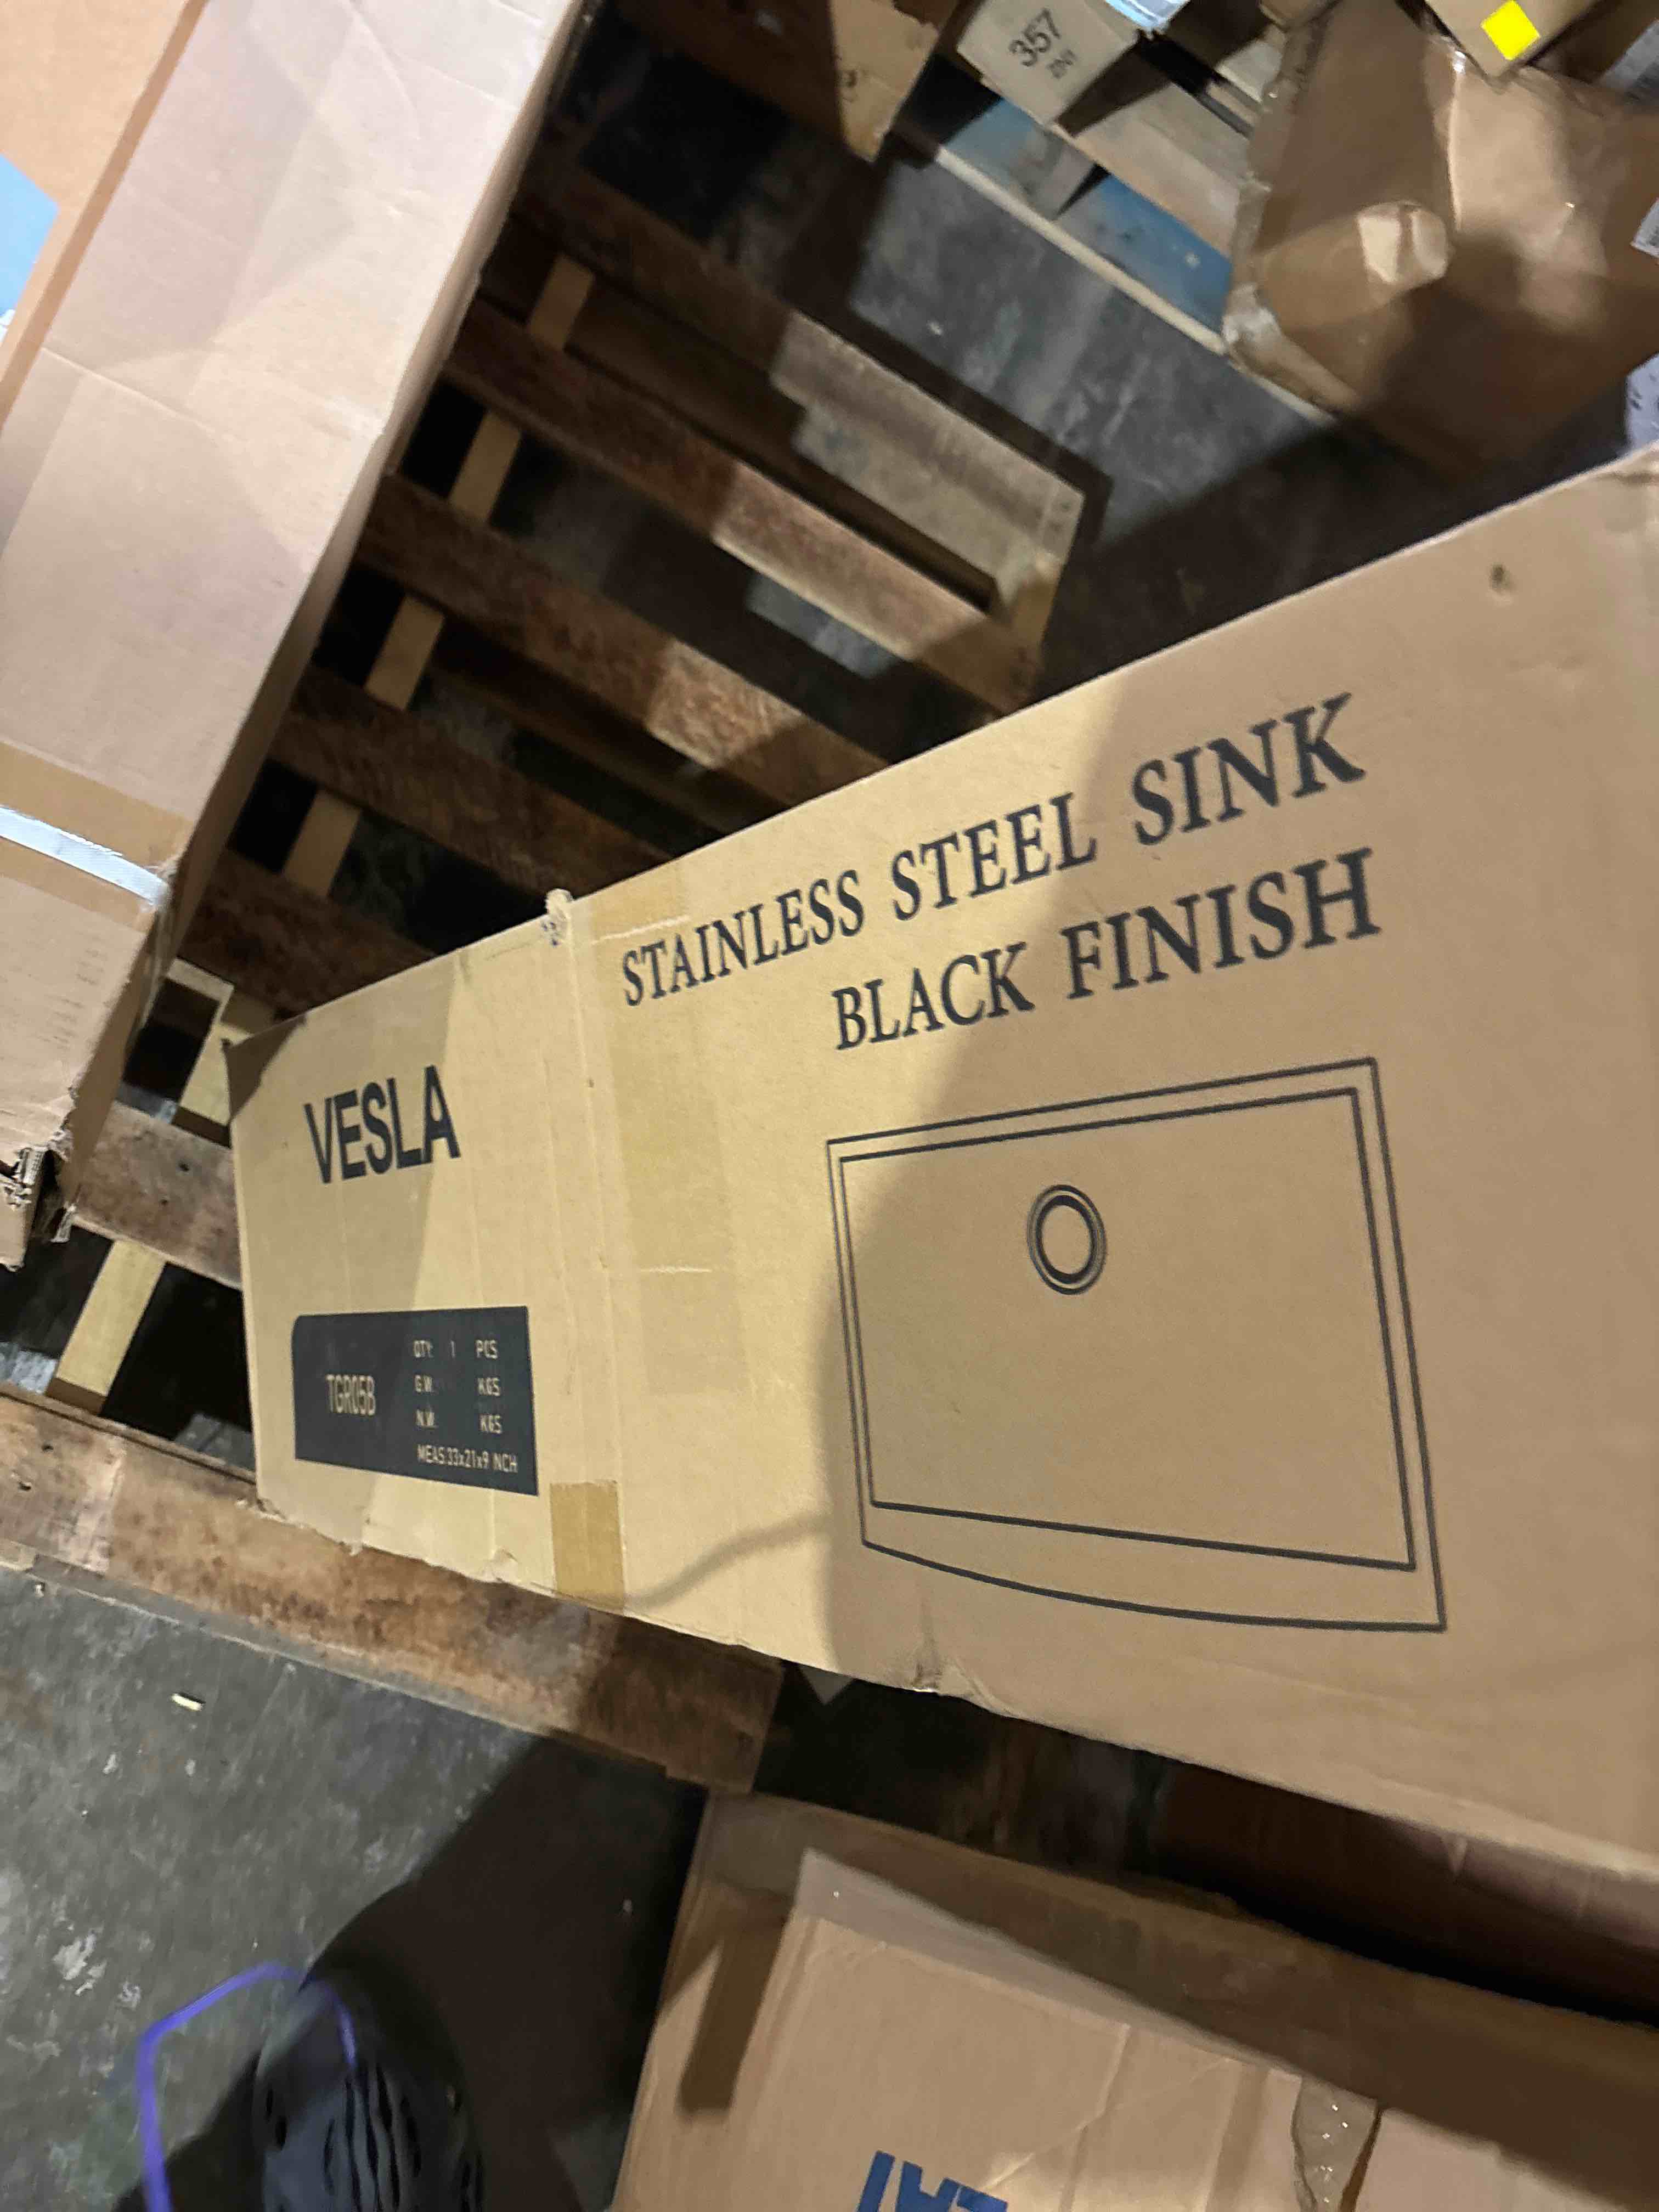 357
STAINLESS STEEL SINK
BLACK FINISH
VESLA
TGR05B
QTY: 1 PCS
G.W. KGS
N.W. KGS
MEAS:33x21x9 INCH